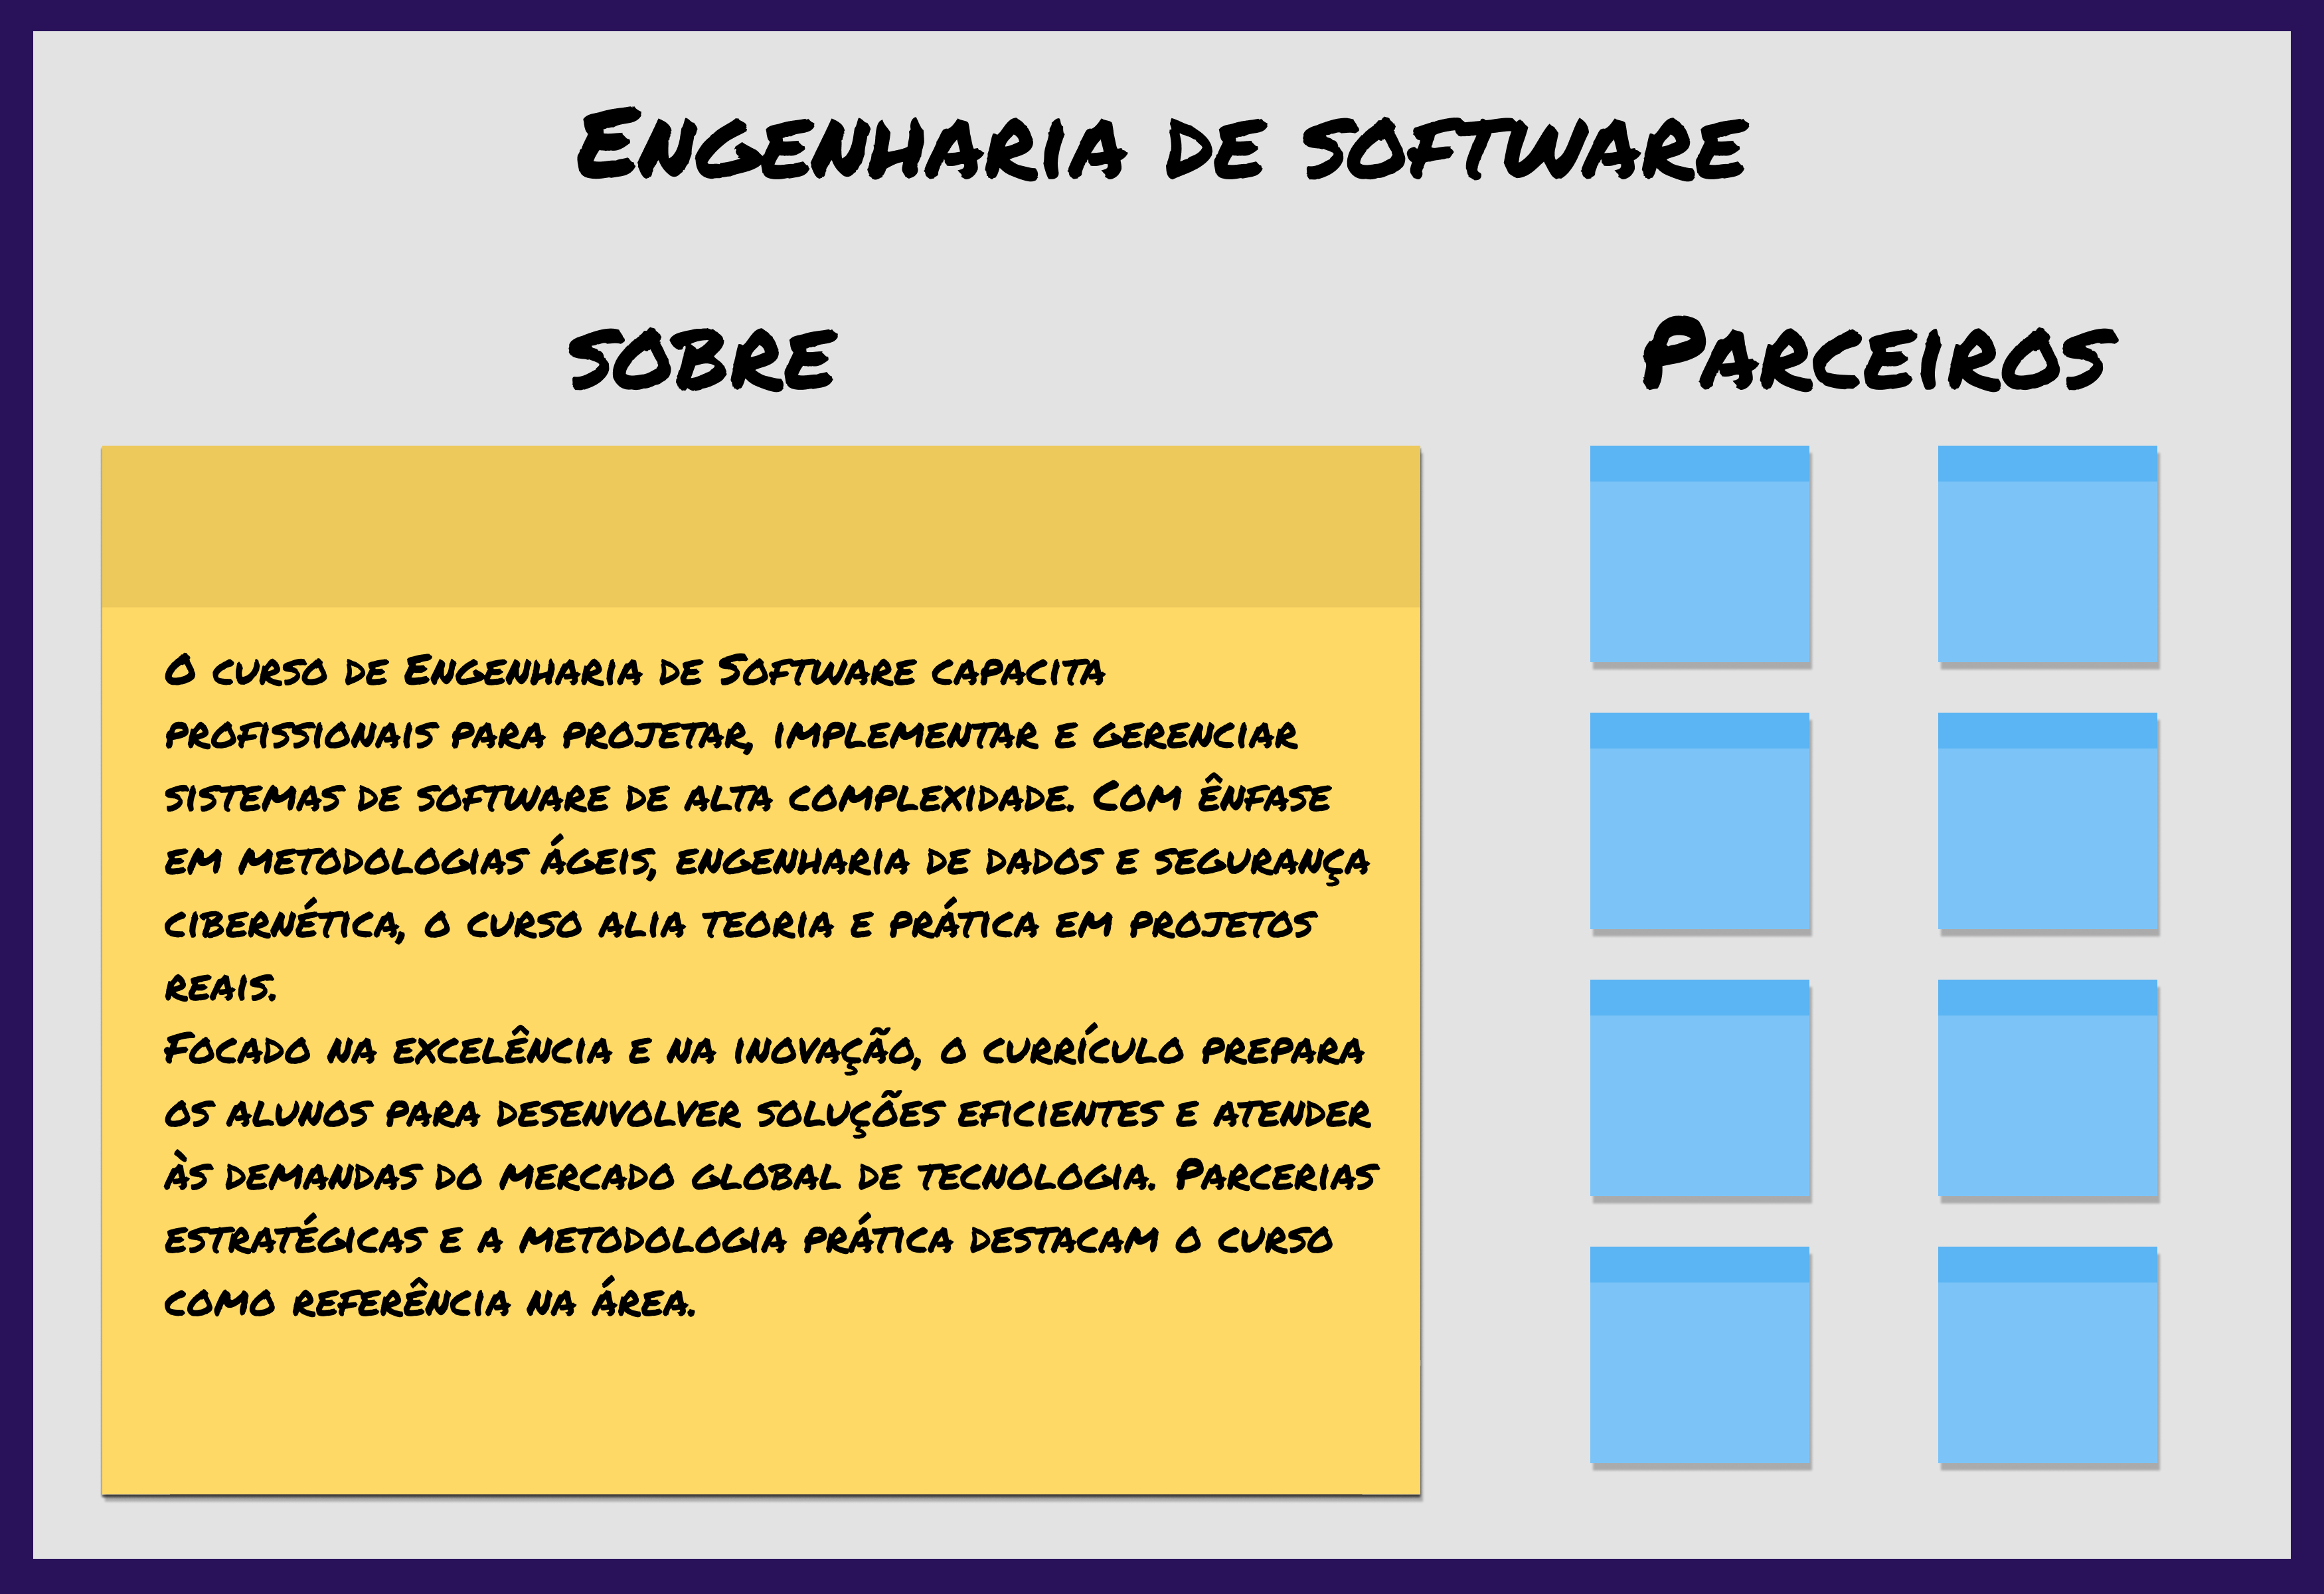 Engenharia de software
sobre
Parceiros
O curso de Engenharia de Software capacita
profissionais para projetar, implementar e gerenciar
sistemas de software de alta complexidade. Com ênfase
em metodologias ágeis, engenharia de dados e segurança
cibernética, o curso alia teoria e prática em projetos
reais.
Focado na excelência e na inovação, o currículo prepara
os alunos para desenvolver soluções eficientes e atender
às demandas do mercado global de tecnologia. Parcerias
estratégicas e a metodologia prática destacam o curso
como referência na área.